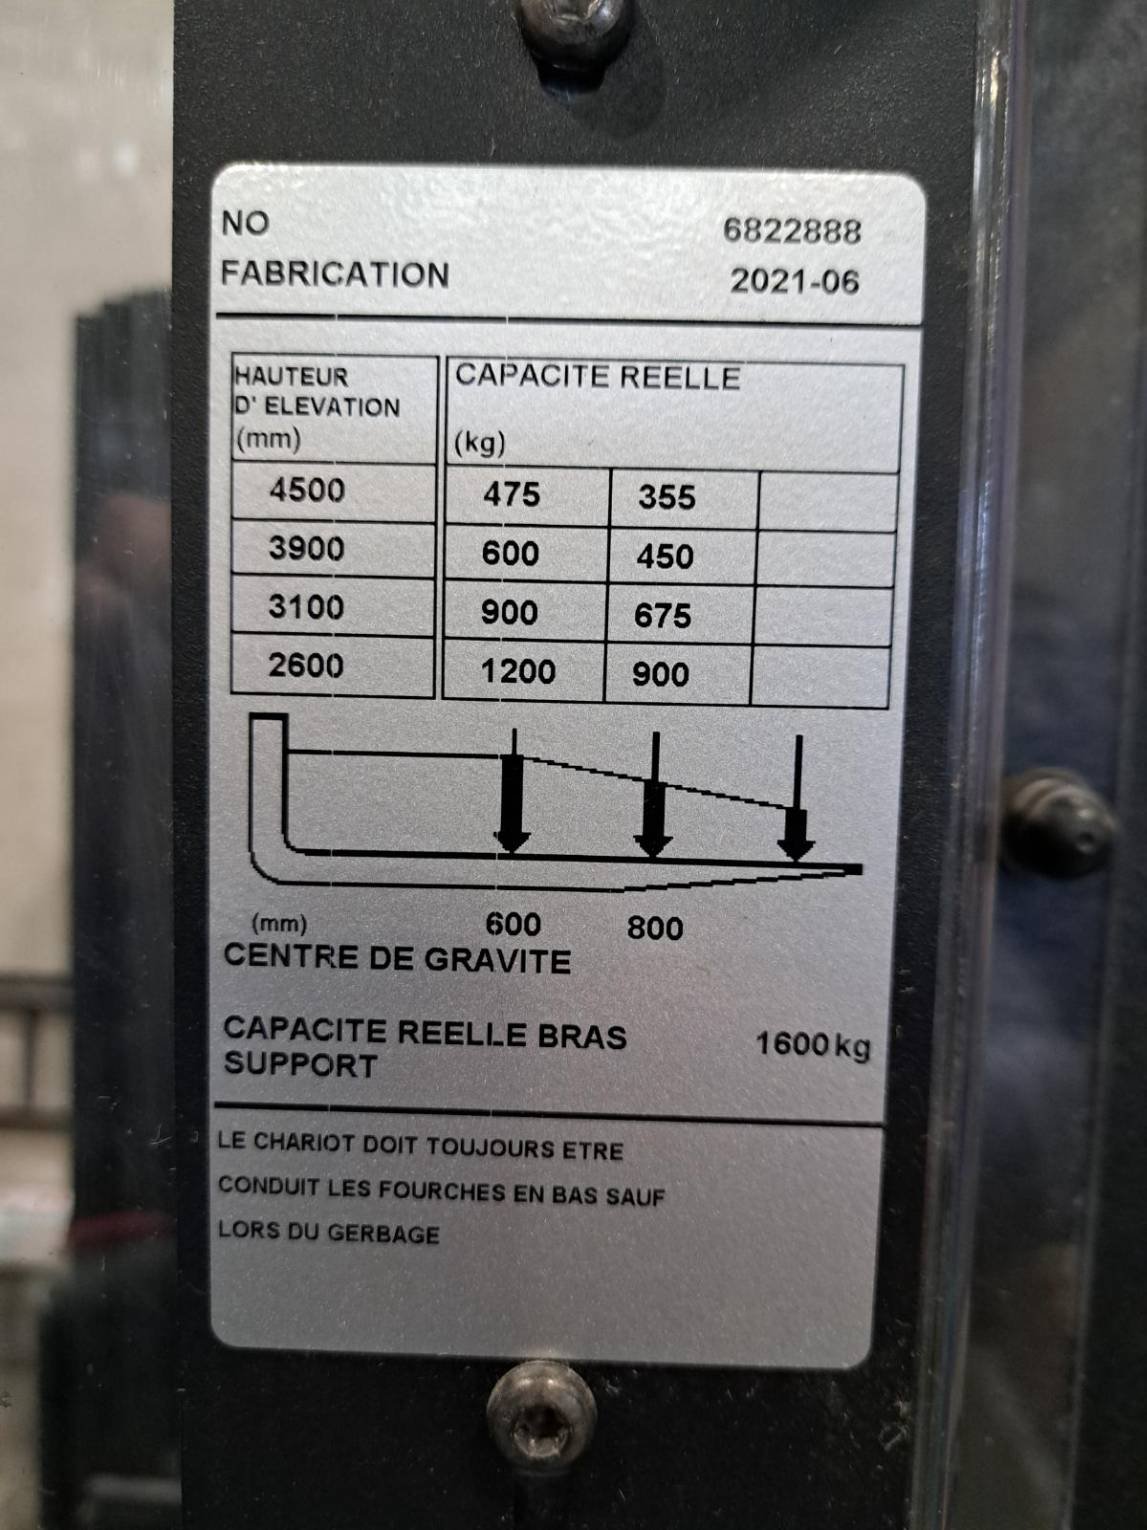 NO 6822888
FABRICATION 2021-06
HAUTEUR
D' ELEVATION
(mm)
CAPACITE REELLE
(kg)
4500 475 355
3900 600 450
3100 900 675
2600 1200 900
(mm) 600 800
CENTRE DE GRAVITE
CAPACITE REELLE BRAS
SUPPORT 1600 kg
LE CHARIOT DOIT TOUJOURS ETRE
CONDUIT LES FOURCHES EN BAS SAUF
LORS DU GERBAGE